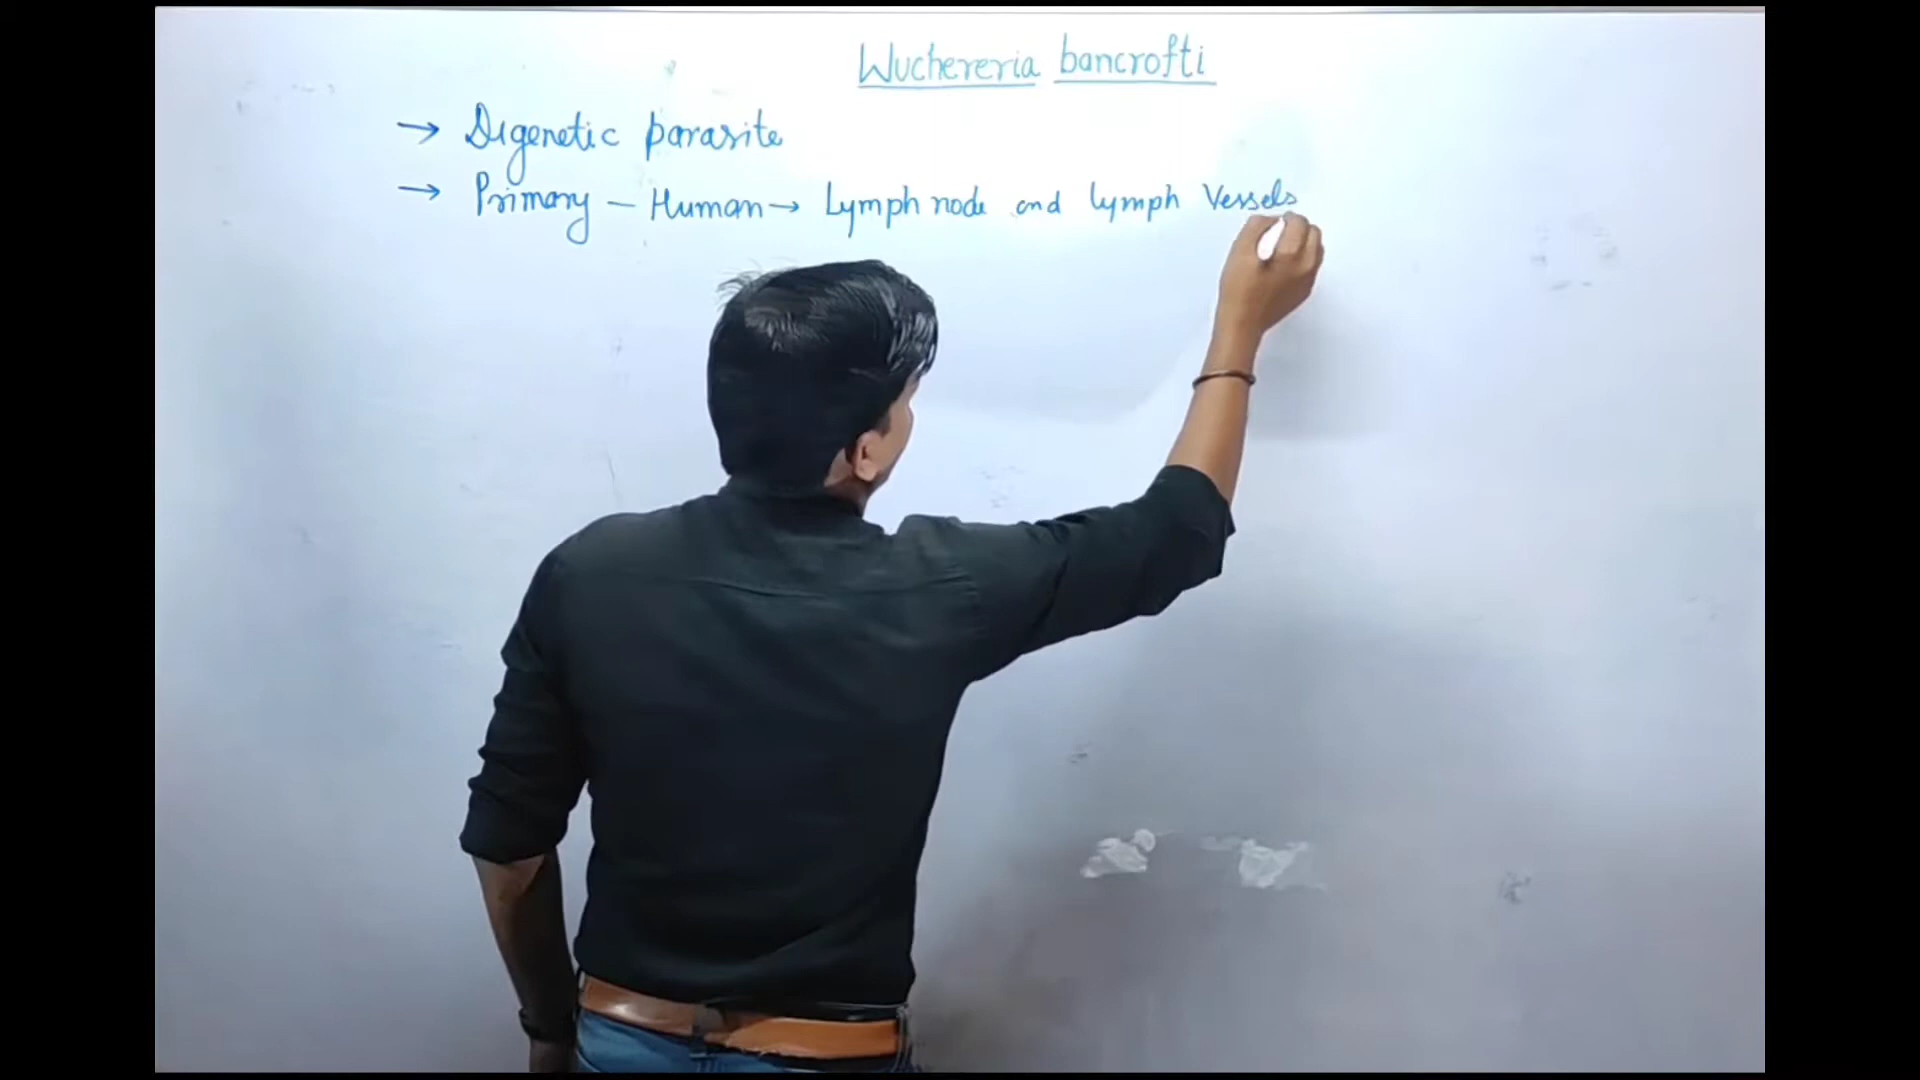 Wuchereria bancrofti
→ Digenetic parasite
→ Primary – Human → Lymph node and lymph Vessels